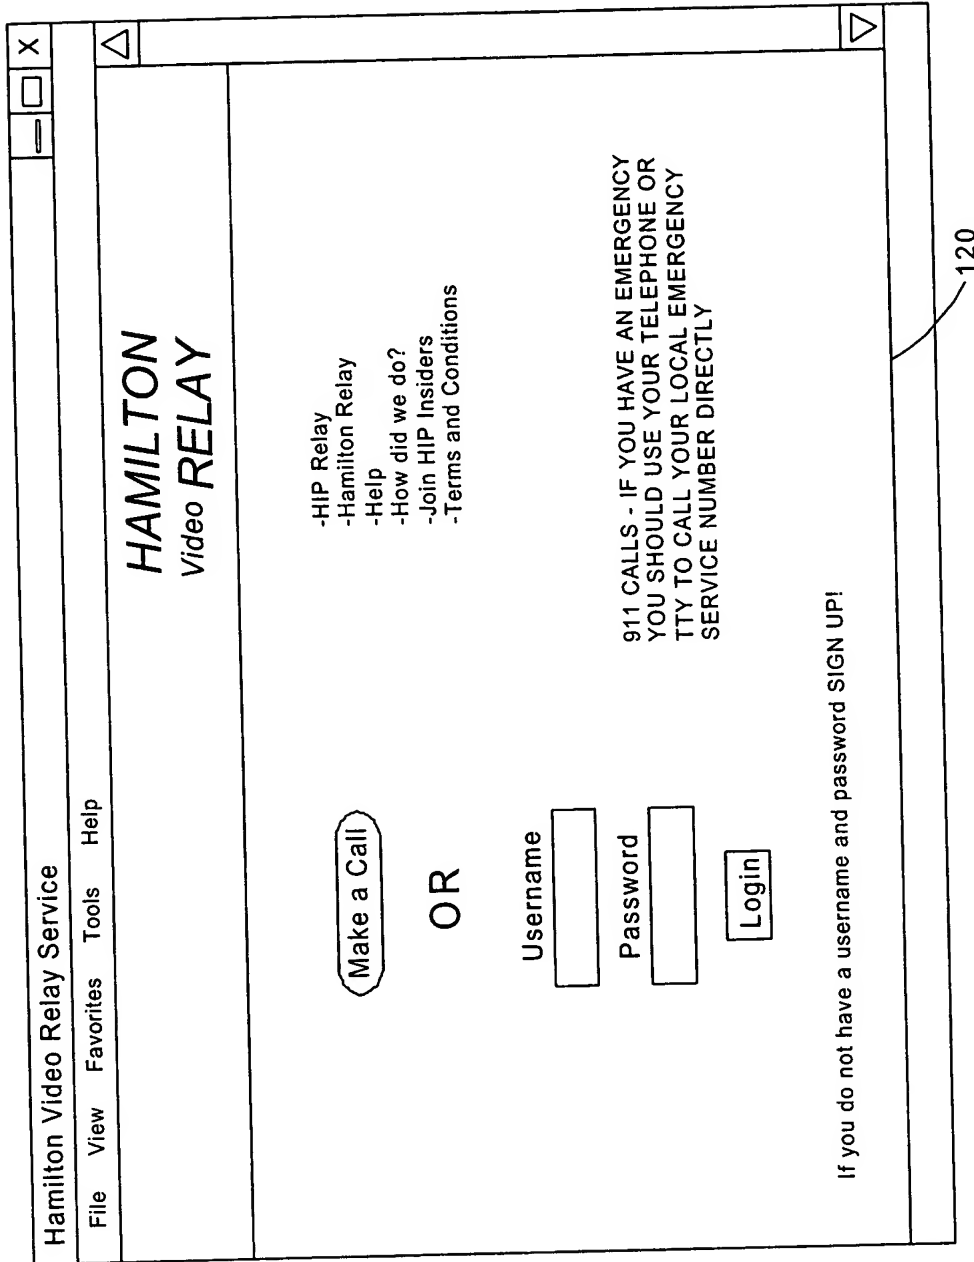 Hamilton Video Relay Service
— □ X
File View Favorites Tools Help
HAMILTON
Video RELAY
-HIP Relay
-Hamilton Relay
-Help
-How did we do?
-Join HIP Insiders
-Terms and Conditions
Make a Call
OR
Username
Password
Login
911 CALLS - IF YOU HAVE AN EMERGENCY
YOU SHOULD USE YOUR TELEPHONE OR
TTY TO CALL YOUR LOCAL EMERGENCY
SERVICE NUMBER DIRECTLY
If you do not have a username and password SIGN UP!
120